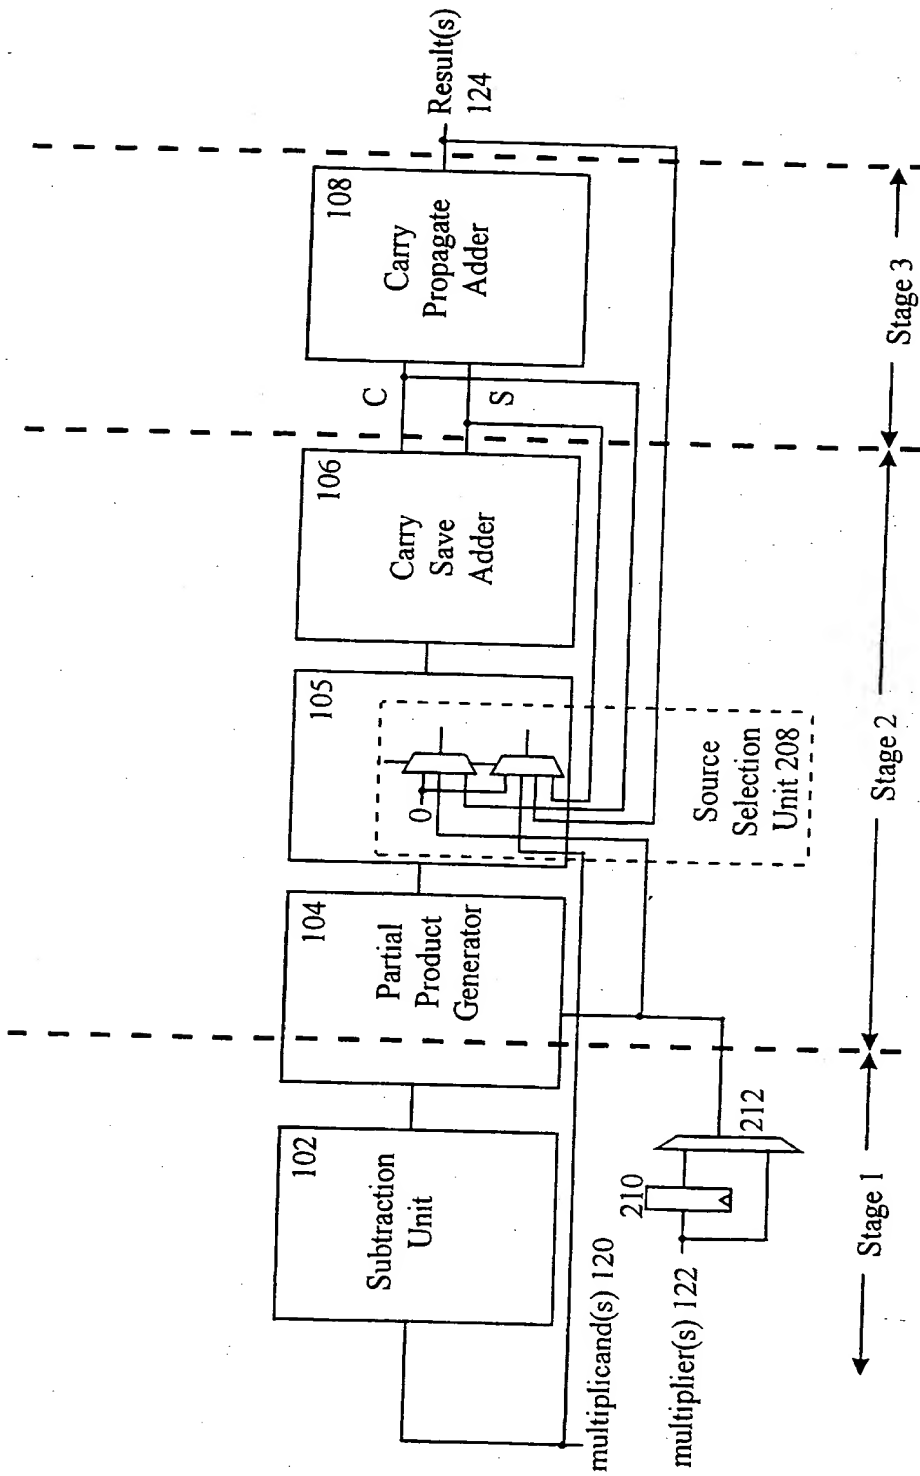 102
Subtraction
Unit
104
Partial
Product
Generator
105
0
Source
Selection
Unit 208
106
Carry
Save
Adder
C
S
108
Carry
Propagate
Adder
Result(s)
124
multiplicand(s) 120
multiplier(s) 122
210
212
Stage 1
Stage 2
Stage 3